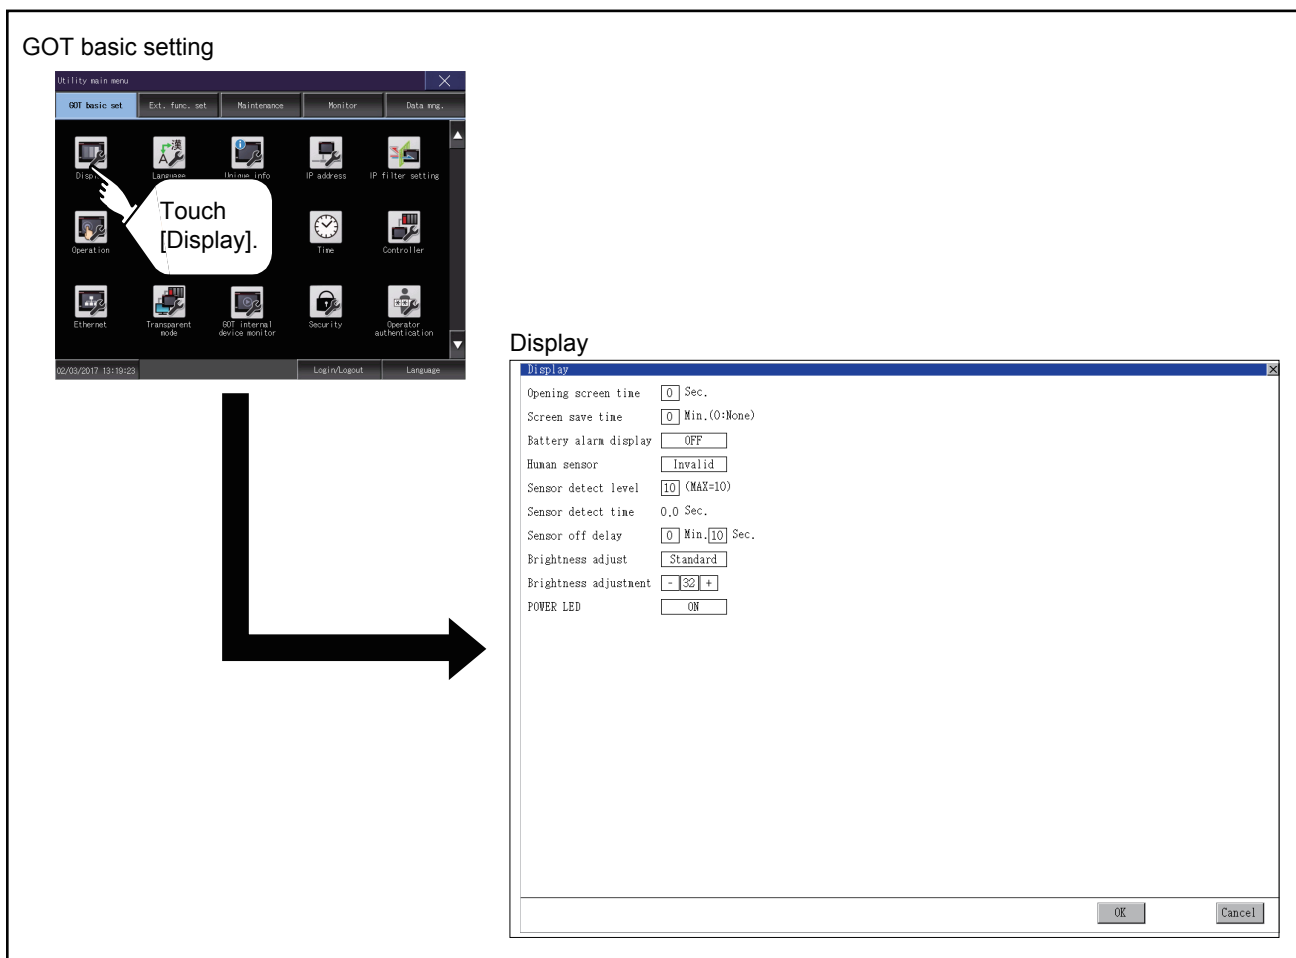 GOT basic setting
Utility main menu
GOT basic set Ext. func. set Maintenance Monitor Data mng.
漢
A
Language Unique info IP address IP filter setting
Touch
[Display].
Operation Time Controller
Ethernet Transparent mode GOT internal device monitor Security Operator authentication
02/03/2017 13:19:23 Login/Logout Language
Display
Display
Opening screen time 0 Sec.
Screen save time 0 Min.(0:None)
Battery alarm display OFF
Human sensor Invalid
Sensor detect level 10 (MAX=10)
Sensor detect time 0.0 Sec.
Sensor off delay 0 Min. 10 Sec.
Brightness adjust Standard
Brightness adjustment - 32 +
POWER LED ON
OK Cancel